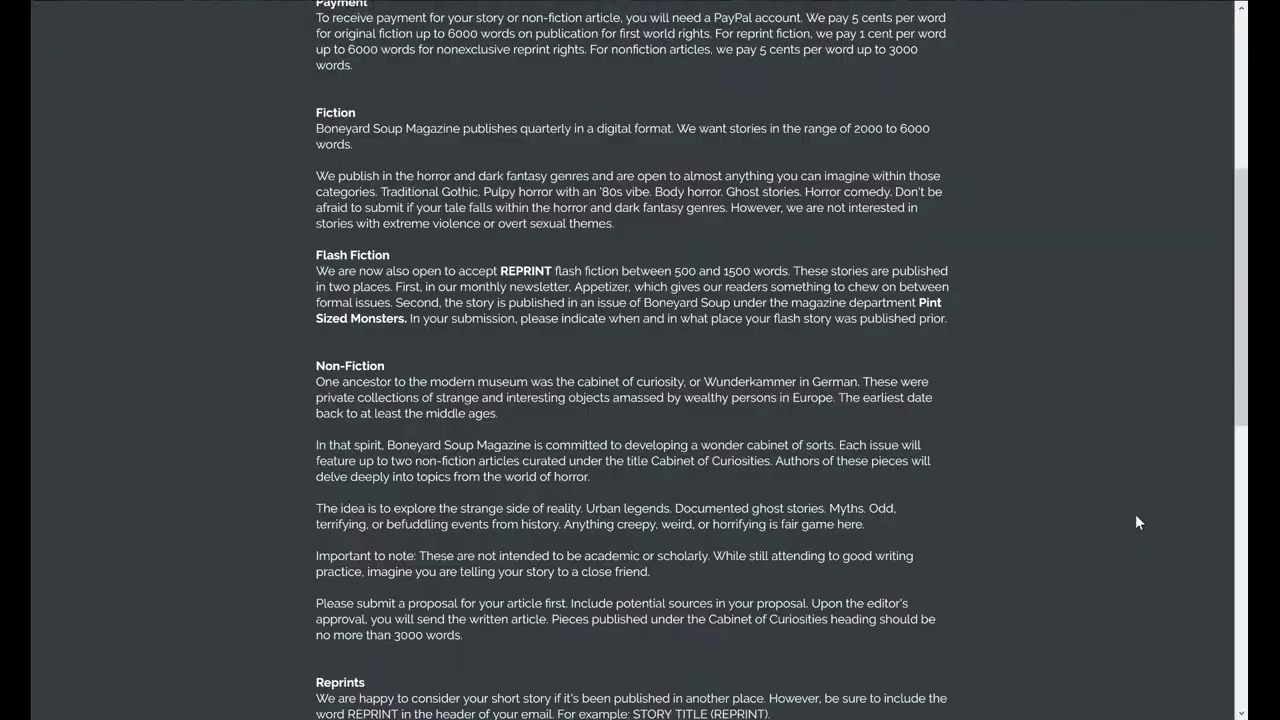 Payment
To receive payment for your story or non-fiction article, you will need a PayPal account. We pay 5 cents per word
for original fiction up to 6000 words on publication for first world rights. For reprint fiction, we pay 1 cent per word
up to 6000 words for nonexclusive reprint rights. For nonfiction articles, we pay 5 cents per word up to 3000
words.
Fiction
Boneyard Soup Magazine publishes quarterly in a digital format. We want stories in the range of 2000 to 6000
words.
We publish in the horror and dark fantasy genres and are open to almost anything you can imagine within those
categories. Traditional Gothic. Pulpy horror with an '80s vibe. Body horror. Ghost stories. Horror comedy. Don't be
afraid to submit if your tale falls within the horror and dark fantasy genres. However, we are not interested in
stories with extreme violence or overt sexual themes.
Flash Fiction
We are now also open to accept REPRINT flash fiction between 500 and 1500 words. These stories are published
in two places. First, in our monthly newsletter, Appetizer, which gives our readers something to chew on between
formal issues. Second, the story is published in an issue of Boneyard Soup under the magazine department Pint
Sized Monsters. In your submission, please indicate when and in what place your flash story was published prior.
Non-Fiction
One ancestor to the modern museum was the cabinet of curiosity, or Wunderkammer in German. These were
private collections of strange and interesting objects amassed by wealthy persons in Europe. The earliest date
back to at least the middle ages.
In that spirit, Boneyard Soup Magazine is committed to developing a wonder cabinet of sorts. Each issue will
feature up to two non-fiction articles curated under the title Cabinet of Curiosities. Authors of these pieces will
delve deeply into topics from the world of horror.
The idea is to explore the strange side of reality. Urban legends. Documented ghost stories. Myths. Odd,
terrifying, or befuddling events from history. Anything creepy, weird, or horrifying is fair game here.
Important to note: These are not intended to be academic or scholarly. While still attending to good writing
practice, imagine you are telling your story to a close friend.
Please submit a proposal for your article first. Include potential sources in your proposal. Upon the editor's
approval, you will send the written article. Pieces published under the Cabinet of Curiosities heading should be
no more than 3000 words.
Reprints
We are happy to consider your short story if it's been published in another place. However, be sure to include the
word REPRINT in the header of your email. For example: STORY TITLE (REPRINT).